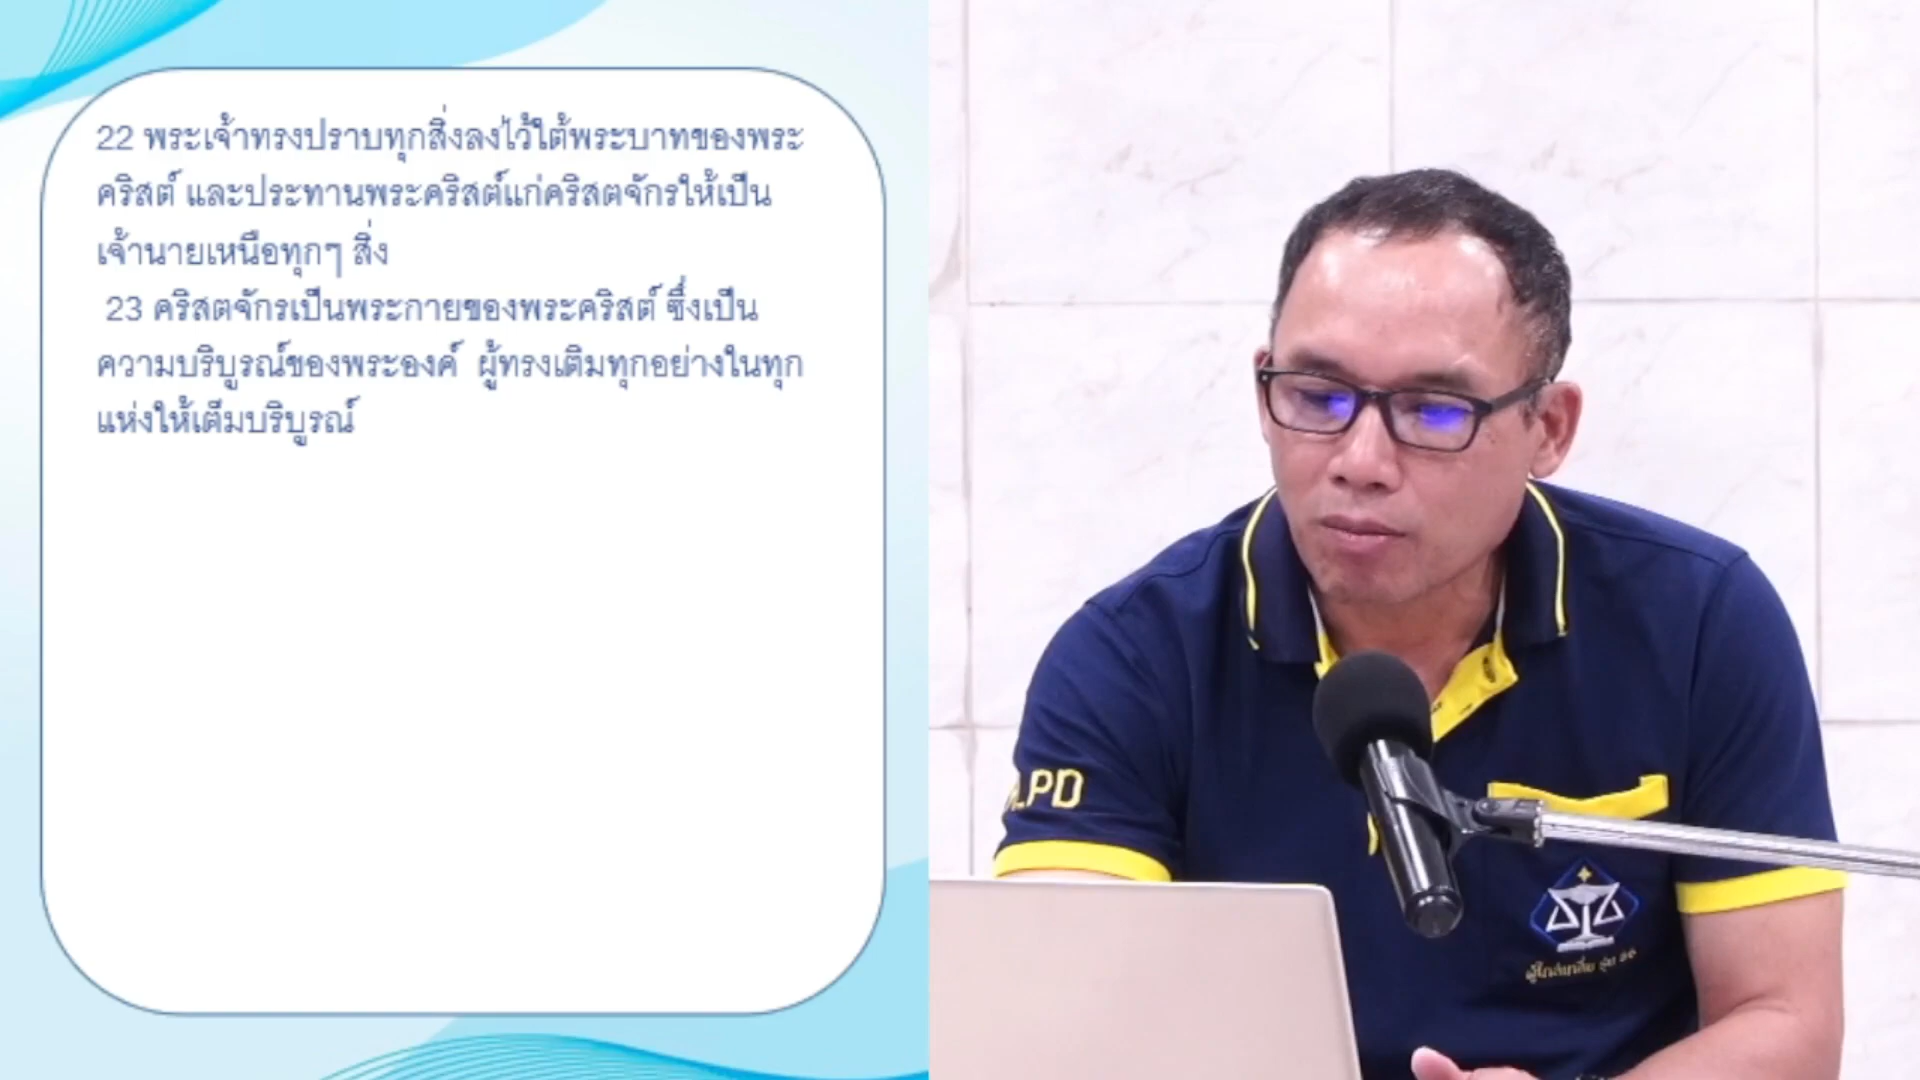 22 พระเจ้าทรงปราบทุกสิ่งลงไว้ใต้พระบาทของพระ
คริสต์ และประทานพระคริสต์แก่คริสตจักรให้เป็น
เจ้านายเหนือทุกๆ สิ่ง
23 คริสตจักรเป็นพระกายของพระคริสต์ ซึ่งเป็น
ความบริบูรณ์ของพระองค์ ผู้ทรงเติมทุกอย่างในทุก
แห่งให้เต็มบริบูรณ์
.PD